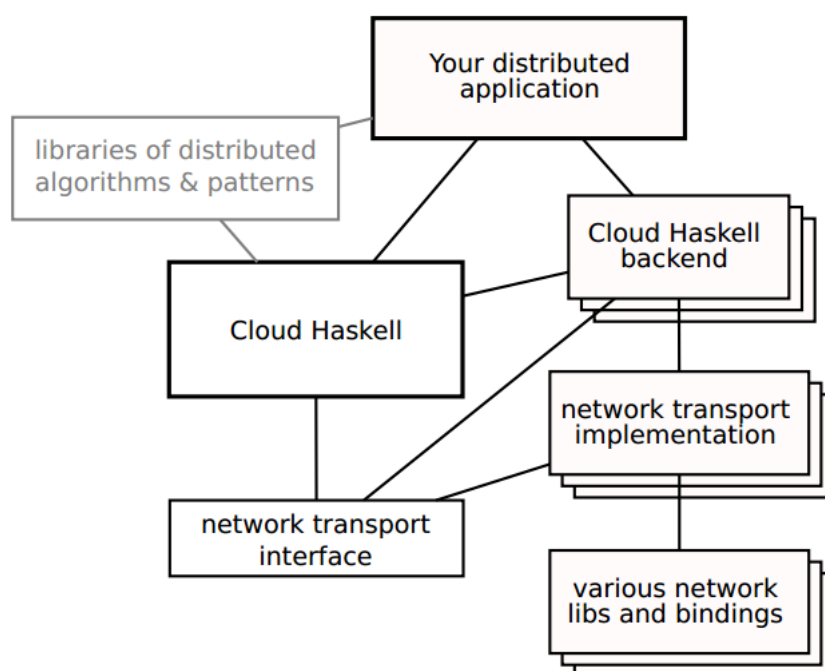 Your distributed
application
libraries of distributed
algorithms & patterns
Cloud Haskell
backend
Cloud Haskell
network transport
implementation
network transport
interface
various network
libs and bindings